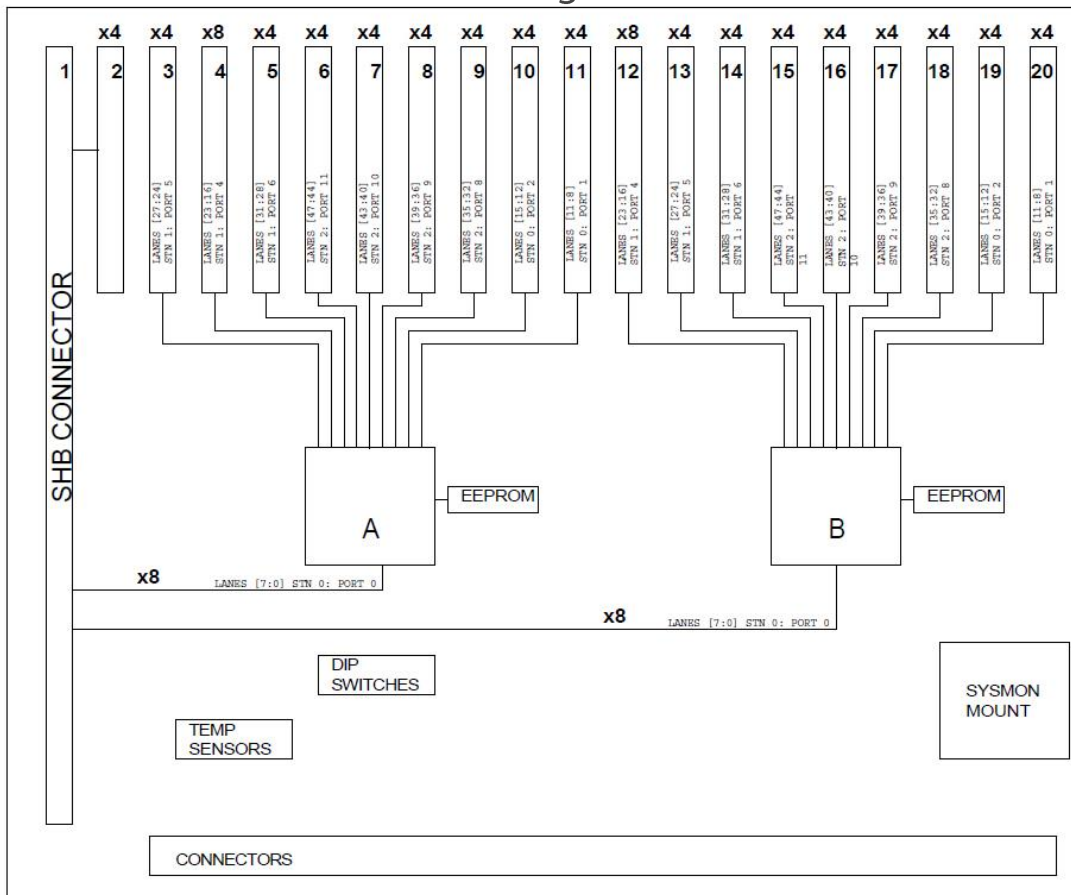 x4 x4 x8 x4 x4 x4 x4 x4 x4 x4 x8 x4 x4 x4 x4 x4 x4 x4 x4
1 2 3 4 5 6 7 8 9 10 11 12 13 14 15 16 17 18 19 20
LANES [27:24]
STN 1: PORT 5
LANES [23:16]
STN 1: PORT 4
LANES [31:28]
STN 1: PORT 6
LANES [47:44]
STN 2: PORT 11
LANES [43:40]
STN 2: PORT 10
LANES [39:36]
STN 2: PORT 9
LANES [35:32]
STN 2: PORT 8
LANES [15:12]
STN 0: PORT 2
LANES [11:8]
STN 0: PORT 1
LANES [23:16]
STN 1: PORT 4
LANES [27:24]
STN 1: PORT 5
LANES [31:28]
STN 1: PORT 6
LANES [47:44]
STN 2: PORT
11
LANES [43:40]
STN 2: PORT
10
LANES [39:36]
STN 2: PORT 9
LANES [35:32]
STN 2: PORT 8
LANES [15:12]
STN 0: PORT 2
LANES [11:8]
STN 0: PORT 1
SHB CONNECTOR
A
EEPROM
B
EEPROM
x8
LANES [7:0] STN 0: PORT 0
x8
LANES [7:0] STN 0: PORT 0
DIP
SWITCHES
TEMP
SENSORS
SYSMON
MOUNT
CONNECTORS